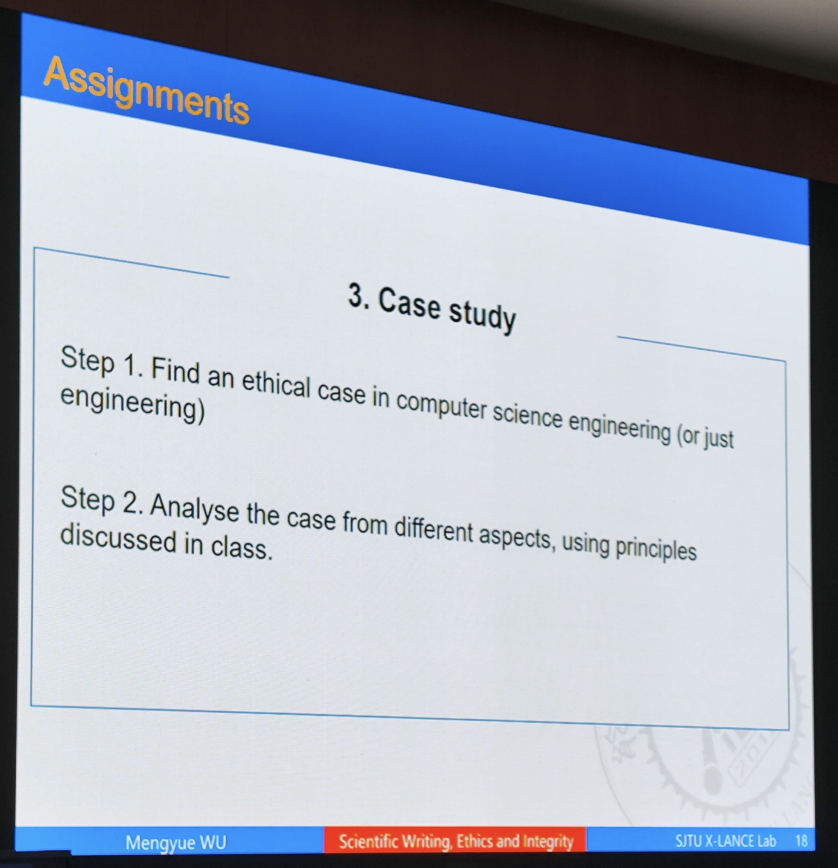 Assignments
3. Case study
Step 1. Find an ethical case in computer science engineering (or just
engineering)
Step 2. Analyse the case from different aspects, using principles
discussed in class.
Mengyue WU
Scientific Writing, Ethics and Integrity
SJTU X-LANCE Lab
18